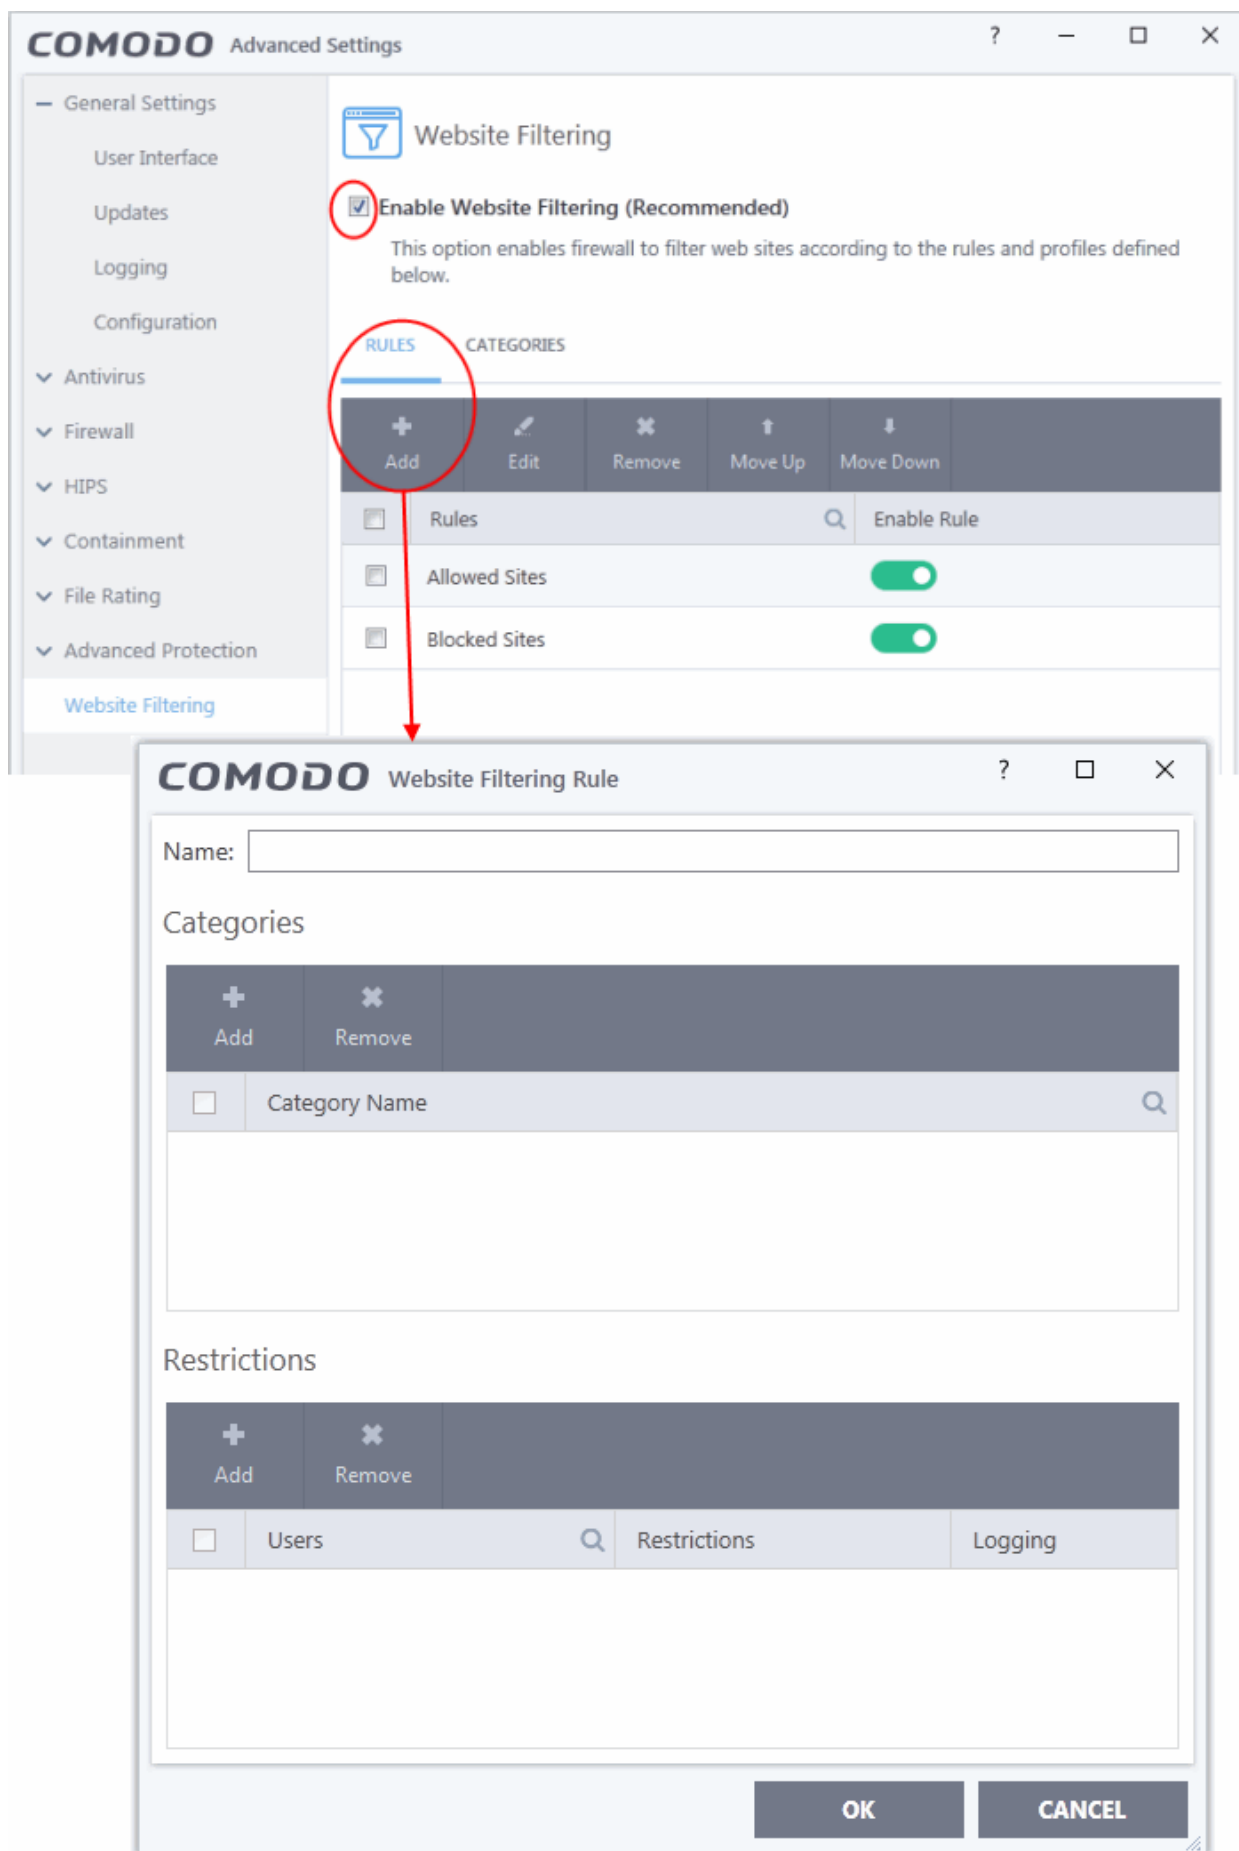 COMODO Advanced Settings ?
General Settings
User Interface
Updates
Logging
Configuration
Antivirus
Firewall
HIPS
Containment
File Rating
Advanced Protection
Website Filtering
Website Filtering
Enable Website Filtering (Recommended)
This option enables firewall to filter web sites according to the rules and profiles defined
below.
RULES CATEGORIES
Add Edit Remove Move Up Move Down
Rules Enable Rule
Allowed Sites
Blocked Sites
COMODO Website Filtering Rule ?
Name:
Categories
Add Remove
Category Name
Restrictions
Add Remove
Users Restrictions Logging
OK CANCEL